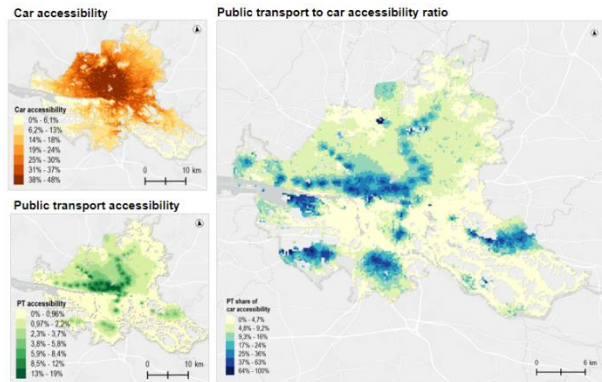 Car accessibility
Car accessibility
0% - 6,1%
6,2% - 13%
14% - 18%
19% - 24%
25% - 30%
31% - 37%
38% - 48%
0 10 km
Public transport accessibility
PT accessibility
0% - 0,96%
0,97% - 2,2%
2,3% - 3,7%
3,8% - 5,8%
5,9% - 8,4%
8,5% - 12%
13% - 19%
0 10 km
Public transport to car accessibility ratio
PT share of
car accessibility
0% - 4,7%
4,8% - 9,2%
9,3% - 16%
17% - 24%
25% - 36%
37% - 63%
64% - 100%
0 6 km